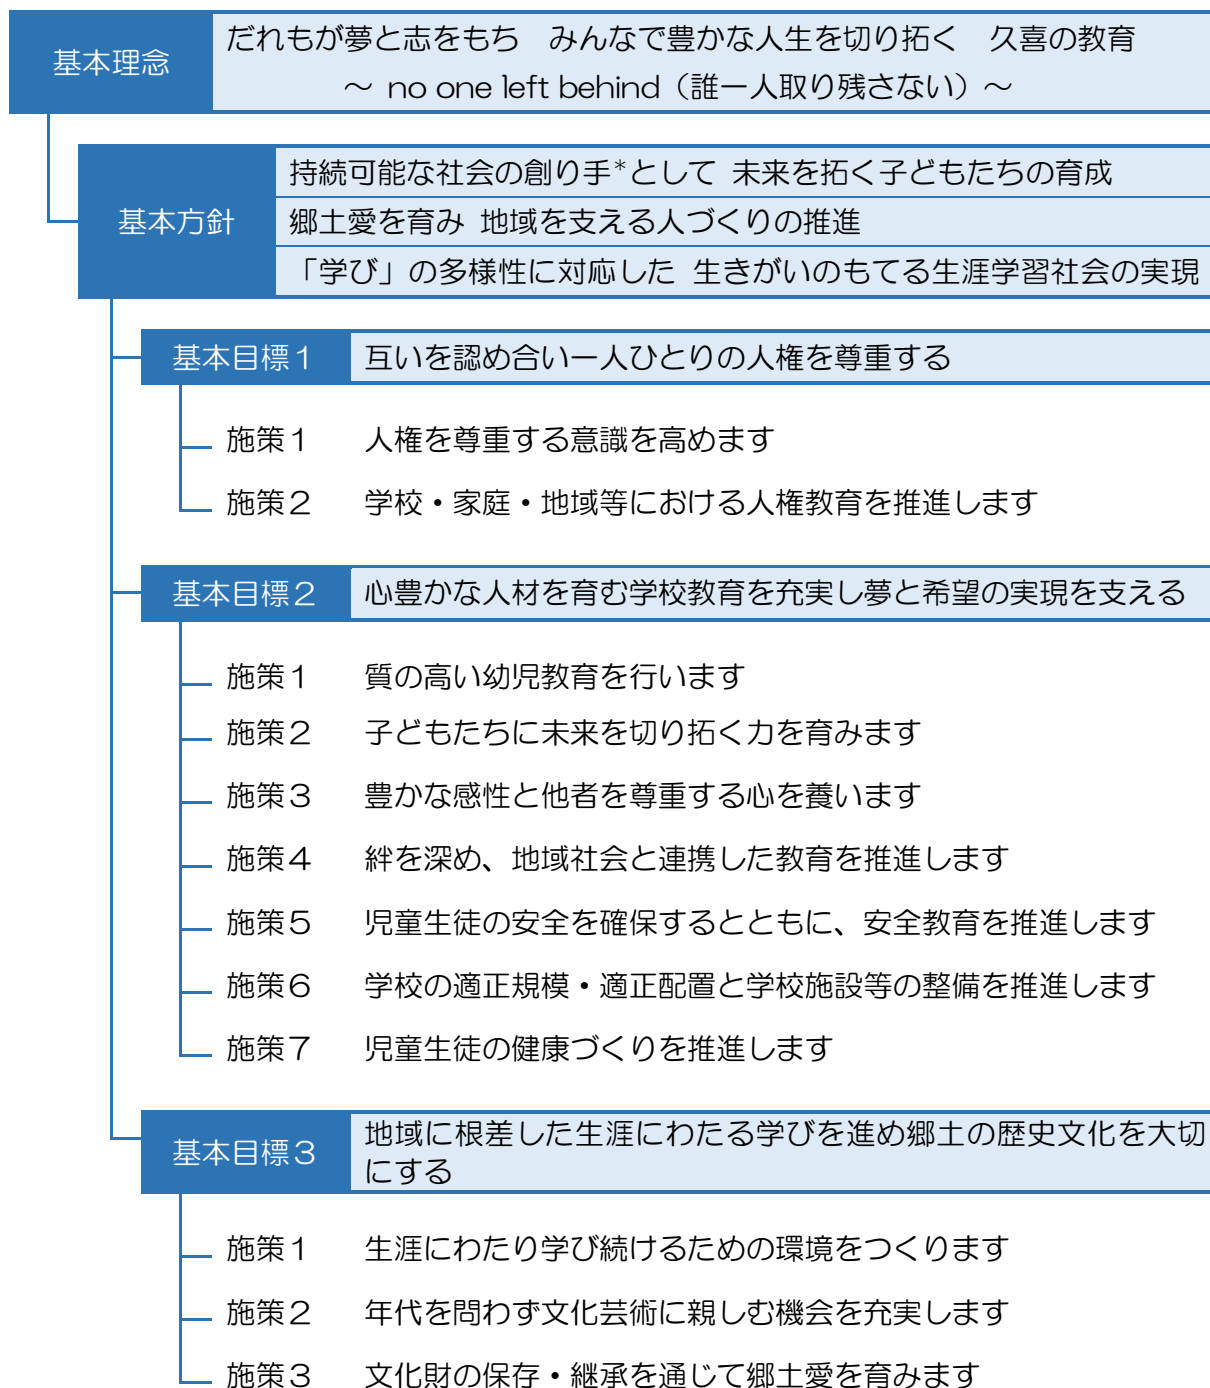 基本理念
だれもが夢と志をもち　みんなで豊かな人生を切り拓く　久喜の教育
～ no one left behind（誰一人取り残さない）～
基本方針
持続可能な社会の創り手*として 未来を拓く子どもたちの育成
郷土愛を育み 地域を支える人づくりの推進
「学び」の多様性に対応した 生きがいのもてる生涯学習社会の実現
基本目標１ 互いを認め合い一人ひとりの人権を尊重する
施策１ 人権を尊重する意識を高めます
施策２ 学校・家庭・地域等における人権教育を推進します
基本目標２ 心豊かな人材を育む学校教育を充実し夢と希望の実現を支える
施策１ 質の高い幼児教育を行います
施策２ 子どもたちに未来を切り拓く力を育みます
施策３ 豊かな感性と他者を尊重する心を養います
施策４ 絆を深め、地域社会と連携した教育を推進します
施策５ 児童生徒の安全を確保するとともに、安全教育を推進します
施策６ 学校の適正規模・適正配置と学校施設等の整備を推進します
施策７ 児童生徒の健康づくりを推進します
基本目標３
地域に根差した生涯にわたる学びを進め郷土の歴史文化を大切
にする
施策１ 生涯にわたり学び続けるための環境をつくります
施策２ 年代を問わず文化芸術に親しむ機会を充実します
施策３ 文化財の保存・継承を通じて郷土愛を育みます